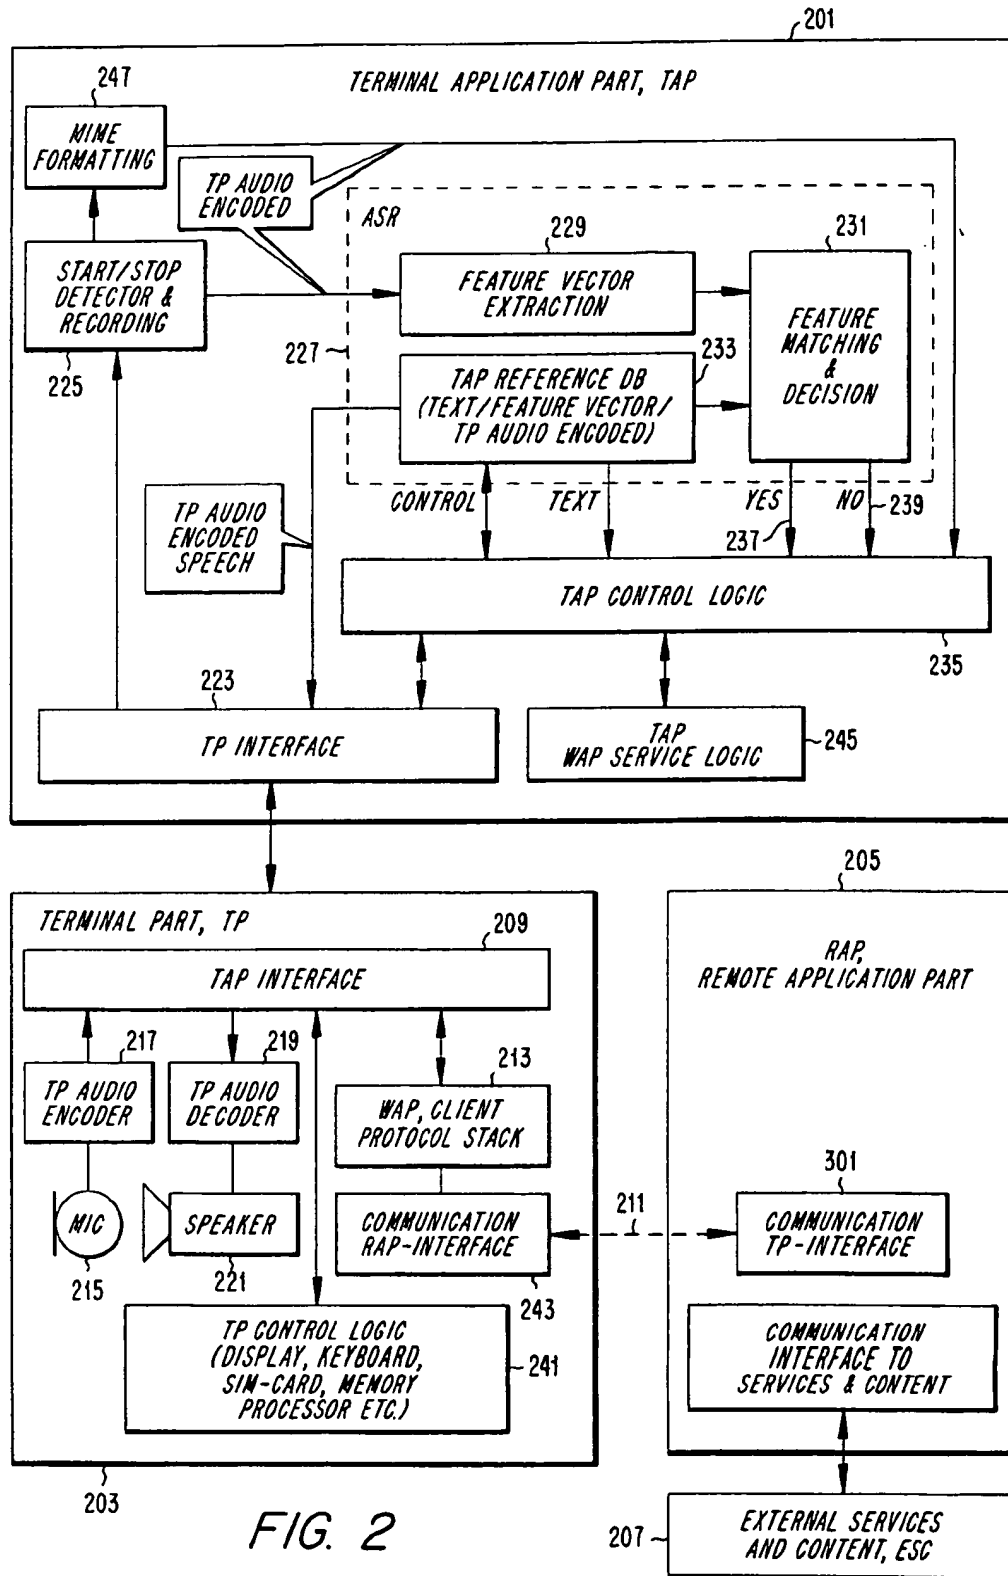 201
TERMINAL APPLICATION PART, TAP
247
MIME
FORMATTING
TP AUDIO
ENCODED
ASR
229
FEATURE VECTOR
EXTRACTION
231
FEATURE
MATCHING
&
DECISION
START/STOP
DETECTOR &
RECORDING
225
227
233
TAP REFERENCE DB
(TEXT/FEATURE VECTOR/
TP AUDIO ENCODED)
CONTROL
TEXT
YES
NO
239
237
TP AUDIO
ENCODED
SPEECH
TAP CONTROL LOGIC
235
223
TP INTERFACE
TAP
WAP SERVICE LOGIC
245
TERMINAL PART, TP
209
TAP INTERFACE
217
TP AUDIO
ENCODER
219
TP AUDIO
DECODER
213
WAP, CLIENT
PROTOCOL STACK
MIC
215
SPEAKER
221
COMMUNICATION
RAP-INTERFACE
243
211
TP CONTROL LOGIC
(DISPLAY, KEYBOARD,
SIM-CARD, MEMORY
PROCESSOR ETC.)
241
203
205
RAP,
REMOTE APPLICATION PART
301
COMMUNICATION
TP-INTERFACE
COMMUNICATION
INTERFACE TO
SERVICES & CONTENT
207
EXTERNAL SERVICES
AND CONTENT, ESC
FIG. 2